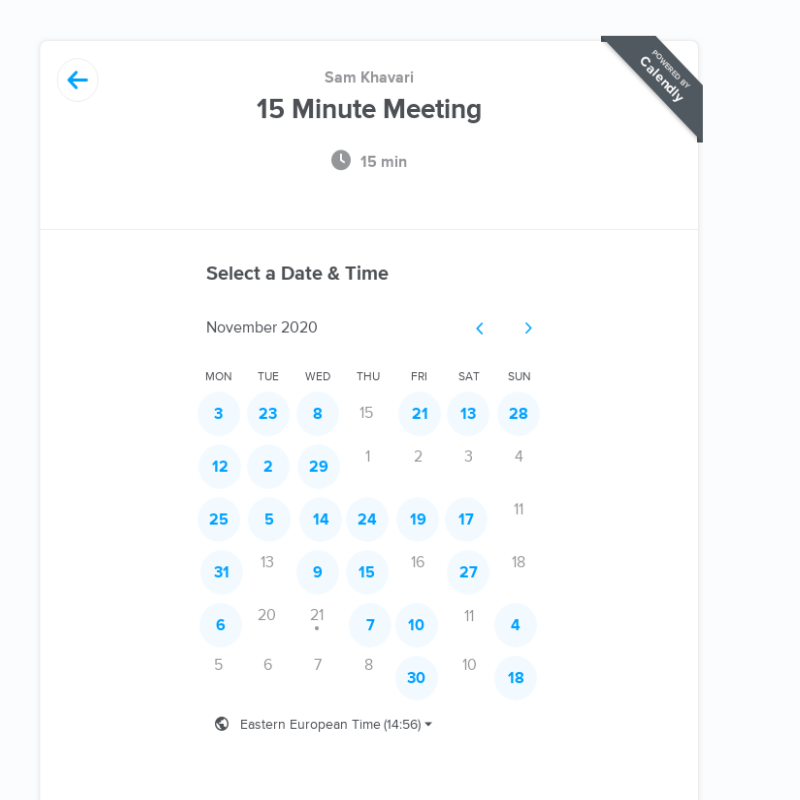 POWERED BY
Calendly
Sam Khavari
15 Minute Meeting
15 min
Select a Date & Time
November 2020
MON TUE WED THU FRI SAT SUN
3 23 8 15 21 13 28
12 2 29 1 2 3 4
25 5 14 24 19 17 11
31 13 9 15 16 27 18
6 20 21 7 10 11 4
5 6 7 8 30 10 18
Eastern European Time (14:56)